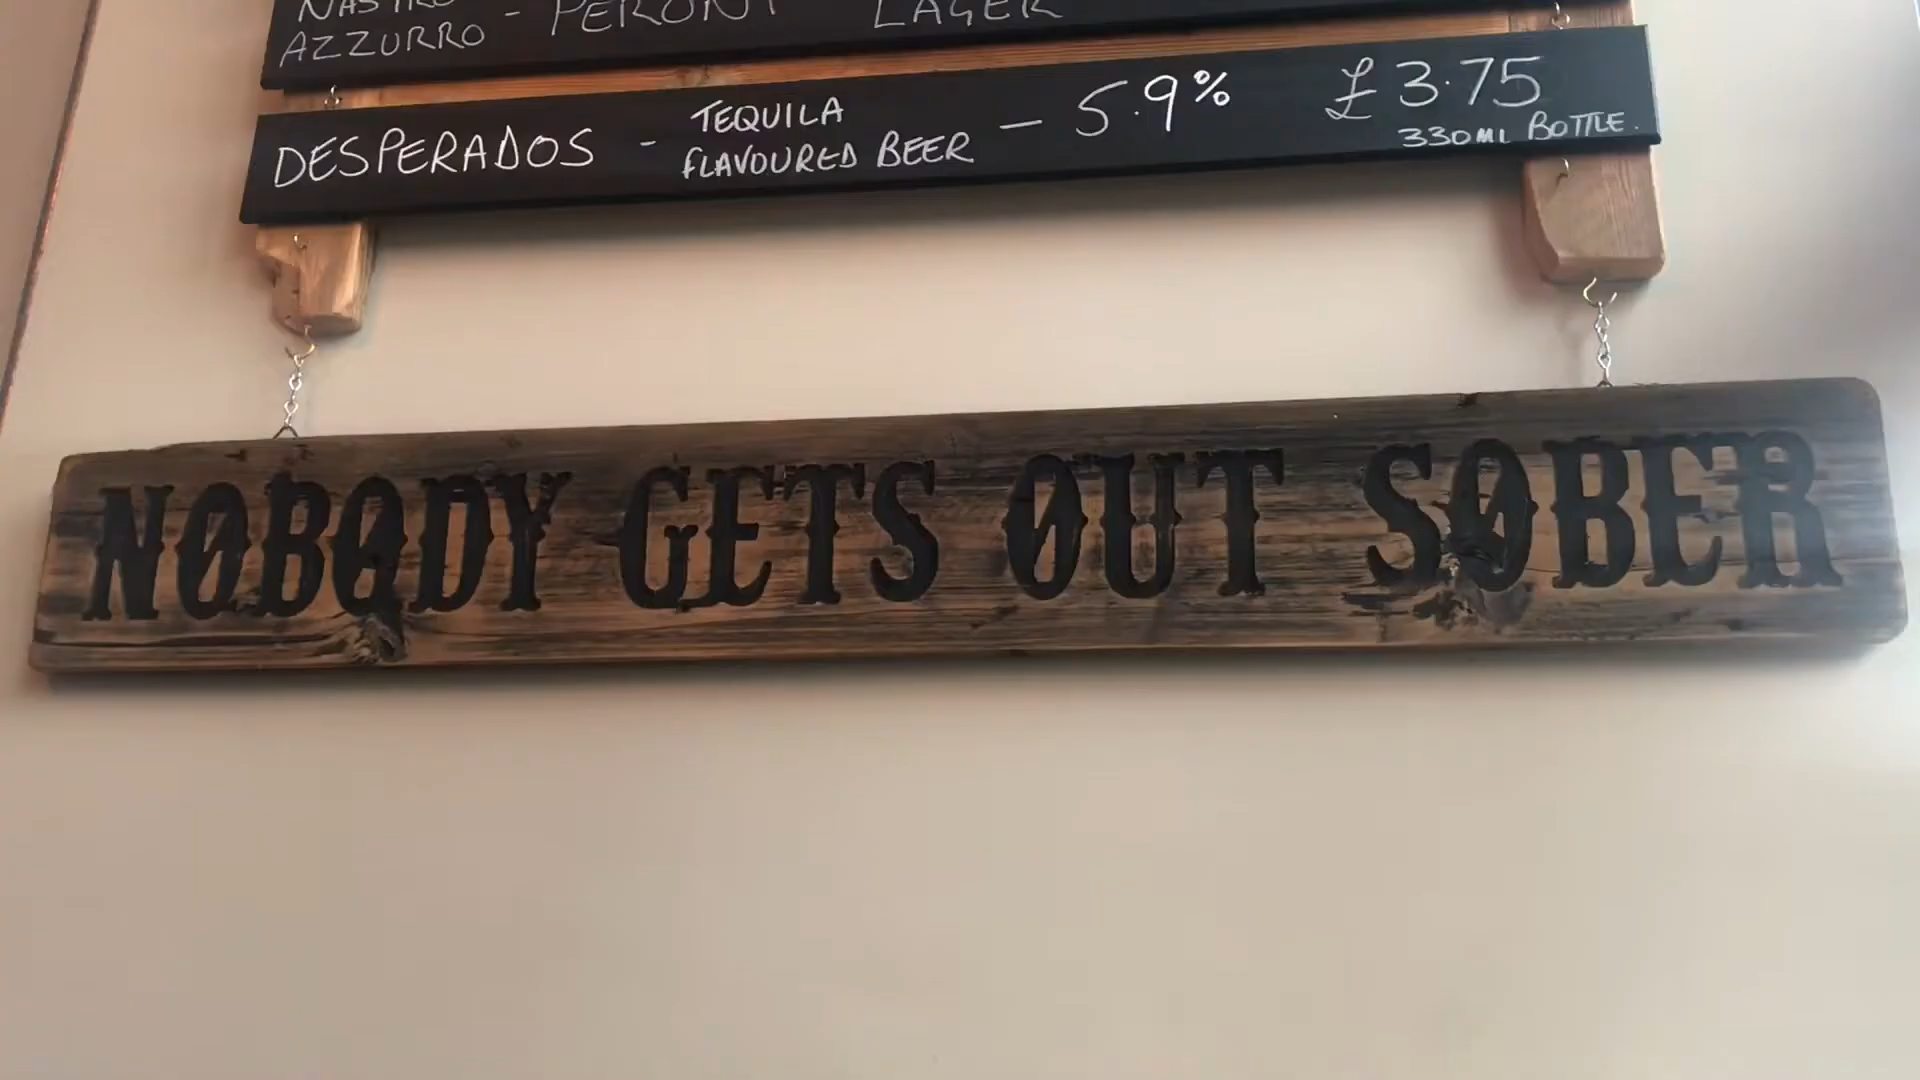 NASTRO
AZZURRO - PERONI LAGER
DESPERADOS - TEQUILA
FLAVOURED BEER - 5.9% £3.75
330ML BOTTLE.
NOBODY GETS OUT SOBER